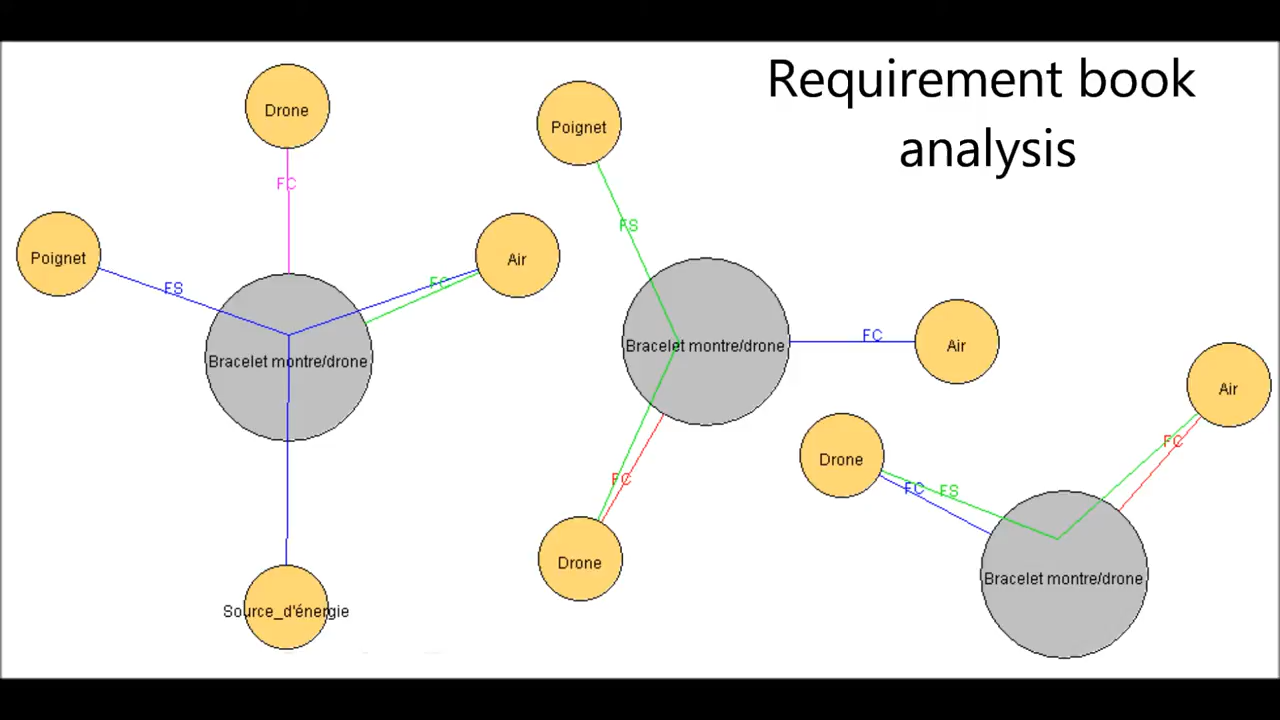 Requirement book
analysis
Drone
FC
Poignet
FS
Air
FC
Bracelet montre/drone
Source_d'énergie
Poignet
FS
Bracelet montre/drone
FC
Air
FC
Drone
Air
FC
Drone
FC
FS
Bracelet montre/drone